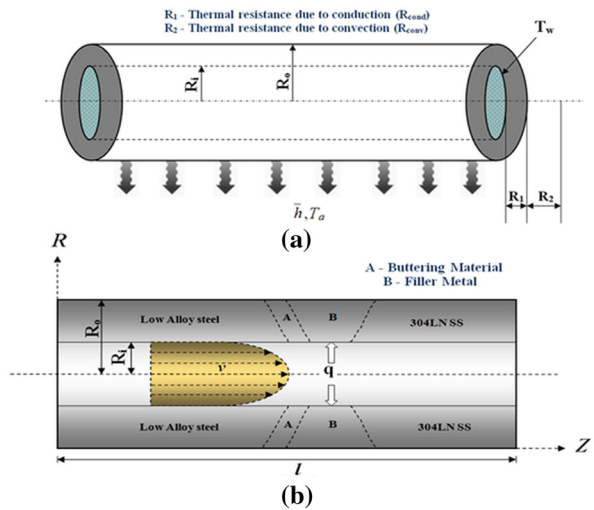 R₁ - Thermal resistance due to conduction (Rcond)
R₂ - Thermal resistance due to convection (Rconv)
Tw
Ri
Ro
R₁ R₂
h̄, Ta
(a)
R
A - Buttering Material
B - Filler Metal
Low Alloy steel A B 304LN SS
Ro
Ri
v
q
Low Alloy steel A B 304LN SS
Z
l
(b)